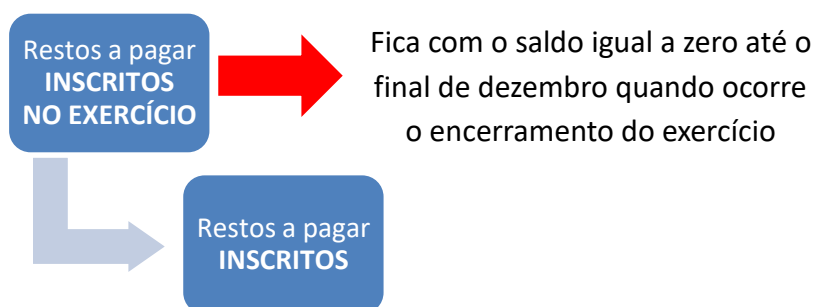 Restos a pagar
INSCRITOS
NO EXERCÍCIO
Fica com o saldo igual a zero até o
final de dezembro quando ocorre
o encerramento do exercício
Restos a pagar
INSCRITOS